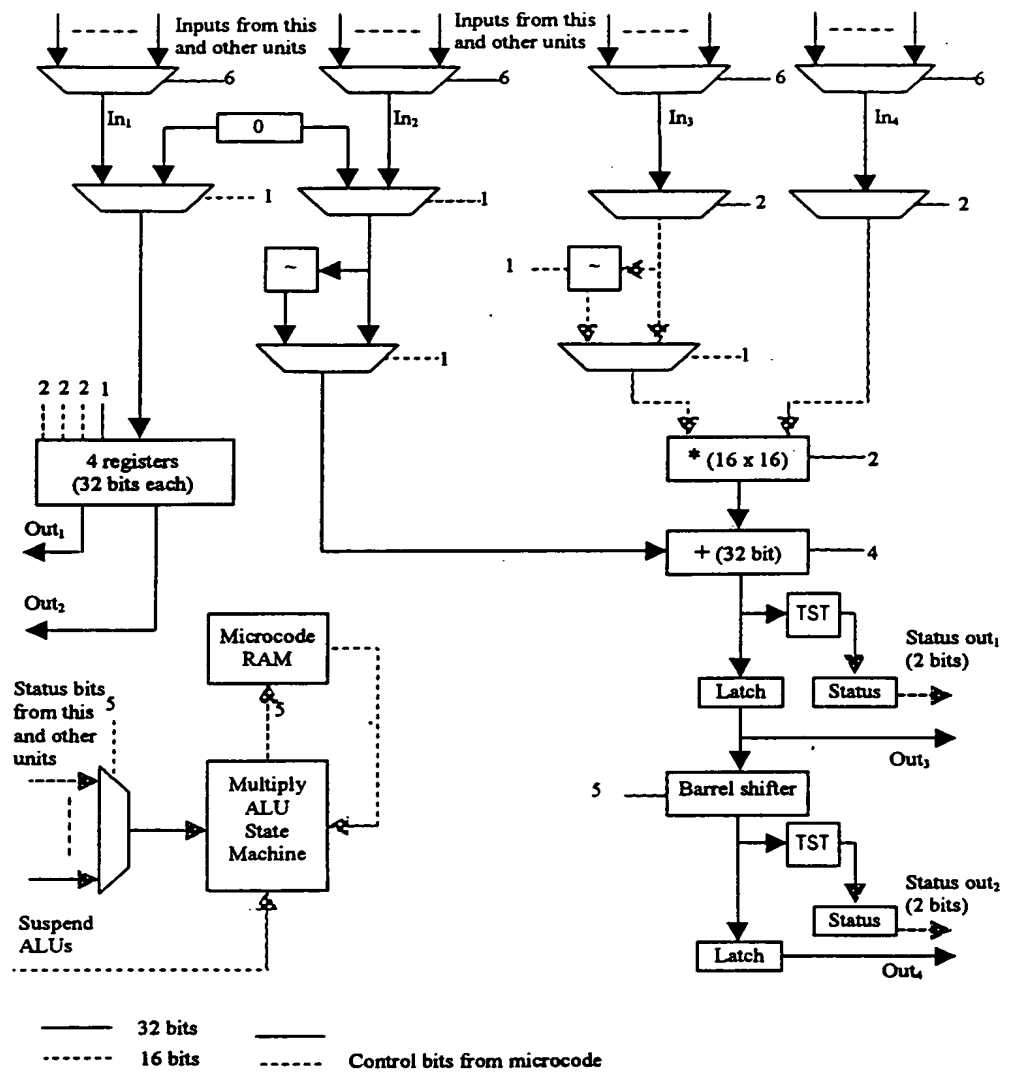 Inputs from this
and other units
Inputs from this
and other units
6
6
6
6
In₁
0
In₂
In₃
In₄
1
1
2
2
~
1
~
1
1
2 2 2 1
4 registers
(32 bits each)
* (16 x 16)
2
Out₁
+ (32 bit)
4
Out₂
TST
Microcode
RAM
Status out₁
(2 bits)
Latch
Status
Status bits
from this
and other
units
5
5
Out₃
Multiply
ALU
State
Machine
5
Barrel shifter
TST
Status out₂
(2 bits)
Status
Suspend
ALUs
Latch
Out₄
32 bits
16 bits
Control bits from microcode